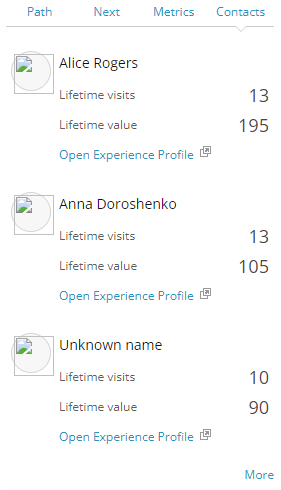 Path Next Metrics Contacts
Alice Rogers
Lifetime visits 13
Lifetime value 195
Open Experience Profile
Anna Doroshenko
Lifetime visits 13
Lifetime value 105
Open Experience Profile
Unknown name
Lifetime visits 10
Lifetime value 90
Open Experience Profile
More